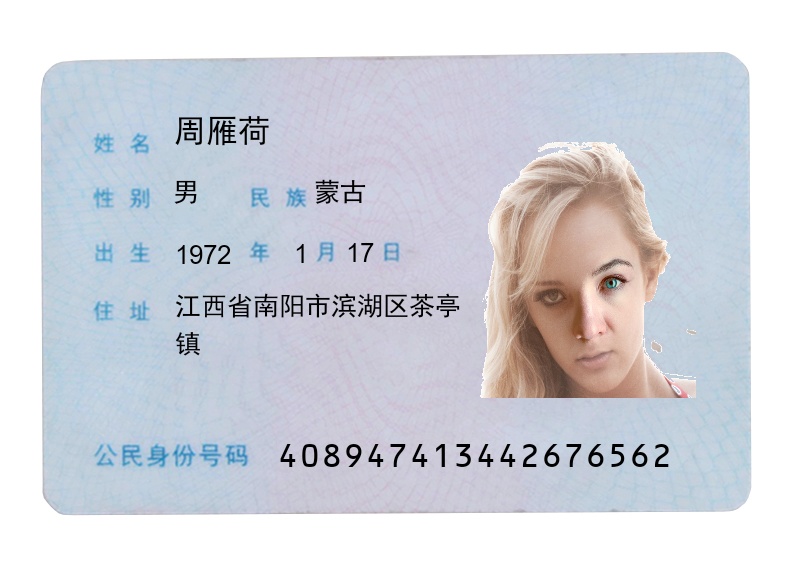 姓名 周雁荷
性别 男 民族 蒙古
出生 1972 年 1 月 17 日
住址 江西省南阳市滨湖区茶亭
镇
公民身份号码 408947413442676562